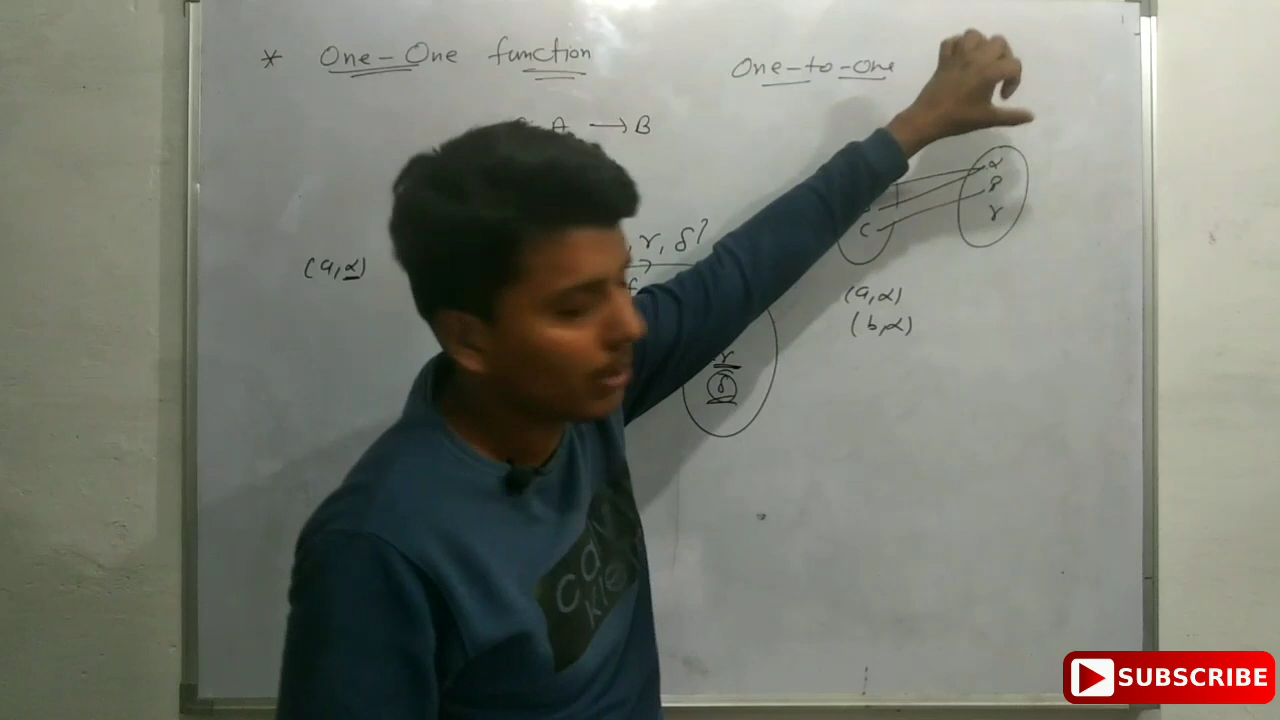 * One-One function
One-to-one
A → B
α
β
γ
c
, γ, δ}
f
(a, α)
(a, α)
(b, α)
γ
δ
SUBSCRIBE